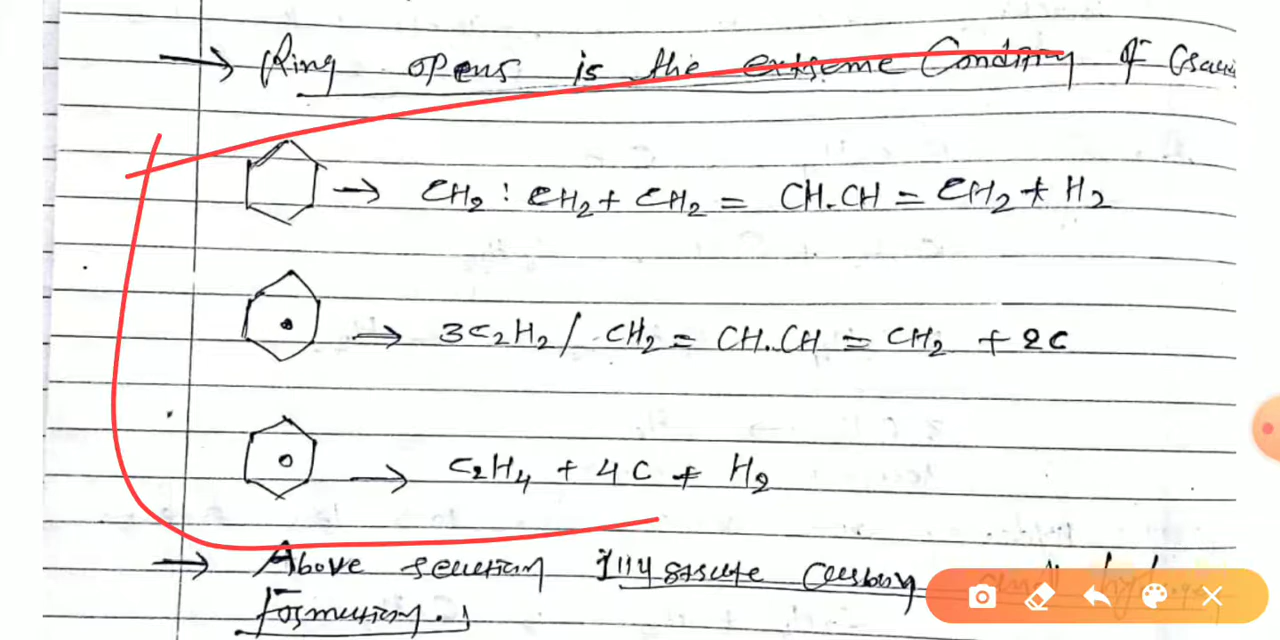 → Ring opens is the extreme Condition of
→ CH2 : CH2 + CH2 = CH.CH = CH2 + H2
→ 3C2H2 / CH2 = CH.CH = CH2 + 2C
→ C2H4 + 4C + H2
→ Above reaction illustrate Carbon and
formation.